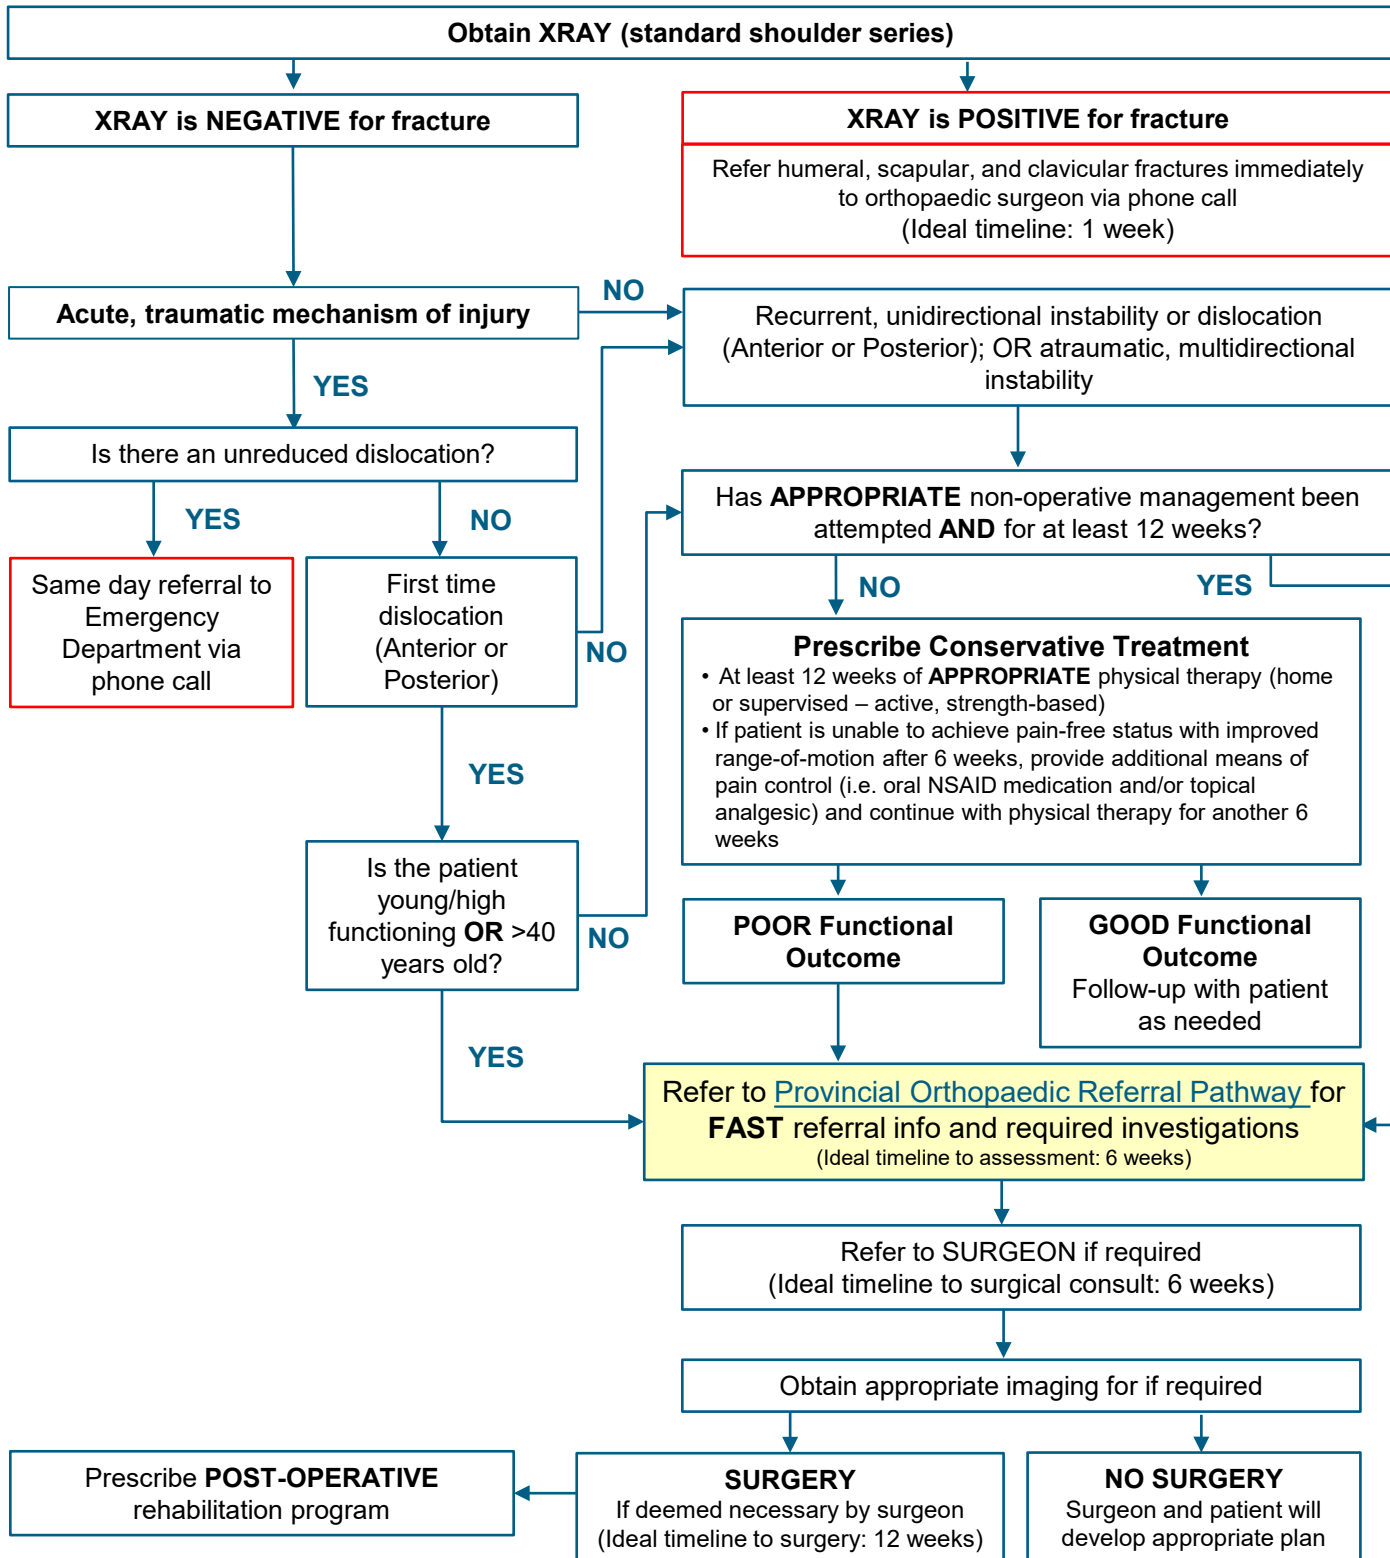 Obtain XRAY (standard shoulder series)
XRAY is NEGATIVE for fracture
XRAY is POSITIVE for fracture
Refer humeral, scapular, and clavicular fractures immediately
to orthopaedic surgeon via phone call
(Ideal timeline: 1 week)
Acute, traumatic mechanism of injury
NO
Recurrent, unidirectional instability or dislocation
(Anterior or Posterior); OR atraumatic, multidirectional
instability
YES
Is there an unreduced dislocation?
YES
NO
Has APPROPRIATE non-operative management been
attempted AND for at least 12 weeks?
NO
YES
Same day referral to
Emergency
Department via
phone call
First time
dislocation
(Anterior or
Posterior)
NO
Prescribe Conservative Treatment
• At least 12 weeks of APPROPRIATE physical therapy (home
or supervised – active, strength-based)
• If patient is unable to achieve pain-free status with improved
range-of-motion after 6 weeks, provide additional means of
pain control (i.e. oral NSAID medication and/or topical
analgesic) and continue with physical therapy for another 6
weeks
YES
Is the patient
young/high
functioning OR >40
years old?
NO
POOR Functional
Outcome
GOOD Functional
Outcome
Follow-up with patient
as needed
YES
Refer to Provincial Orthopaedic Referral Pathway for
FAST referral info and required investigations
(Ideal timeline to assessment: 6 weeks)
Refer to SURGEON if required
(Ideal timeline to surgical consult: 6 weeks)
Obtain appropriate imaging for if required
Prescribe POST-OPERATIVE
rehabilitation program
SURGERY
If deemed necessary by surgeon
(Ideal timeline to surgery: 12 weeks)
NO SURGERY
Surgeon and patient will
develop appropriate plan